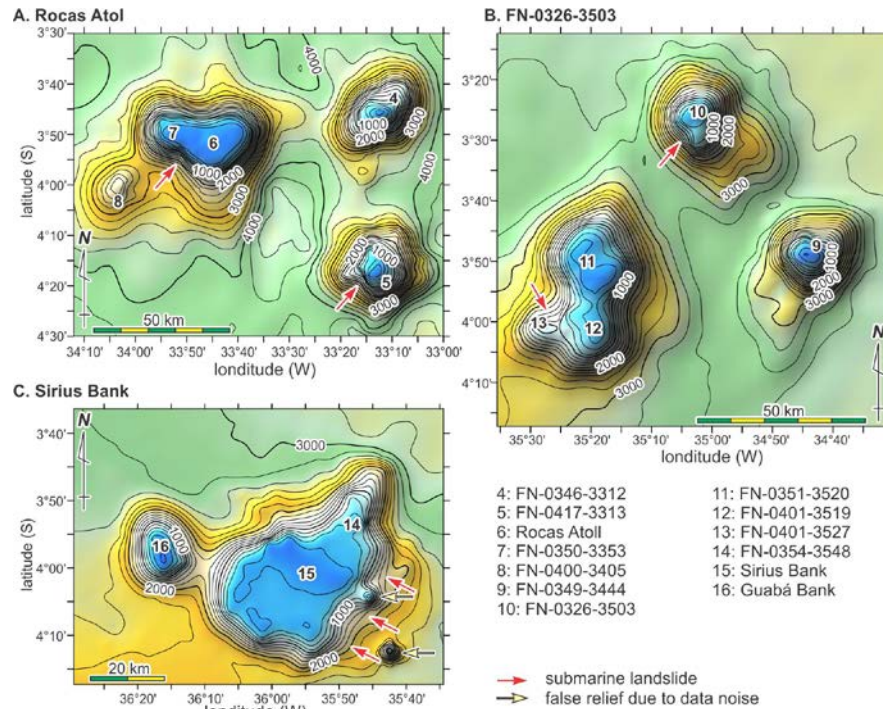 A. Rocas Atol
3°30'
3°40'
3°50'
4°00'
4°10'
4°20'
4°30'
latitude (S)
4000
4
1000
2000
3000
7
6
1000
2000
3000
4000
8
4000
2000
1000
5
3000
N
50 km
34°10'
34°00'
33°50'
33°40'
33°30'
33°20'
33°10'
33°00'
londitude (W)
B. FN-0326-3503
3°20'
3°30'
3°40'
3°50'
4°00'
4°10'
10
1000
2000
3000
11
1000
9
1000
2000
3000
13
12
2000
3000
N
50 km
35°30'
35°20'
35°10'
35°00'
34°50'
34°40'
londitude (W)
C. Sirius Bank
N
3°40'
3°50'
4°00'
4°10'
latitude (S)
3000
14
16
1000
2000
15
1000
2000
20 km
36°30'
36°20'
36°10'
36°00'
35°50'
35°40'
londitude (W)
4: FN-0346-3312
5: FN-0417-3313
6: Rocas Atoll
7: FN-0350-3353
8: FN-0400-3405
9: FN-0349-3444
10: FN-0326-3503
11: FN-0351-3520
12: FN-0401-3519
13: FN-0401-3527
14: FN-0354-3548
15: Sirius Bank
16: Guabá Bank
submarine landslide
false relief due to data noise